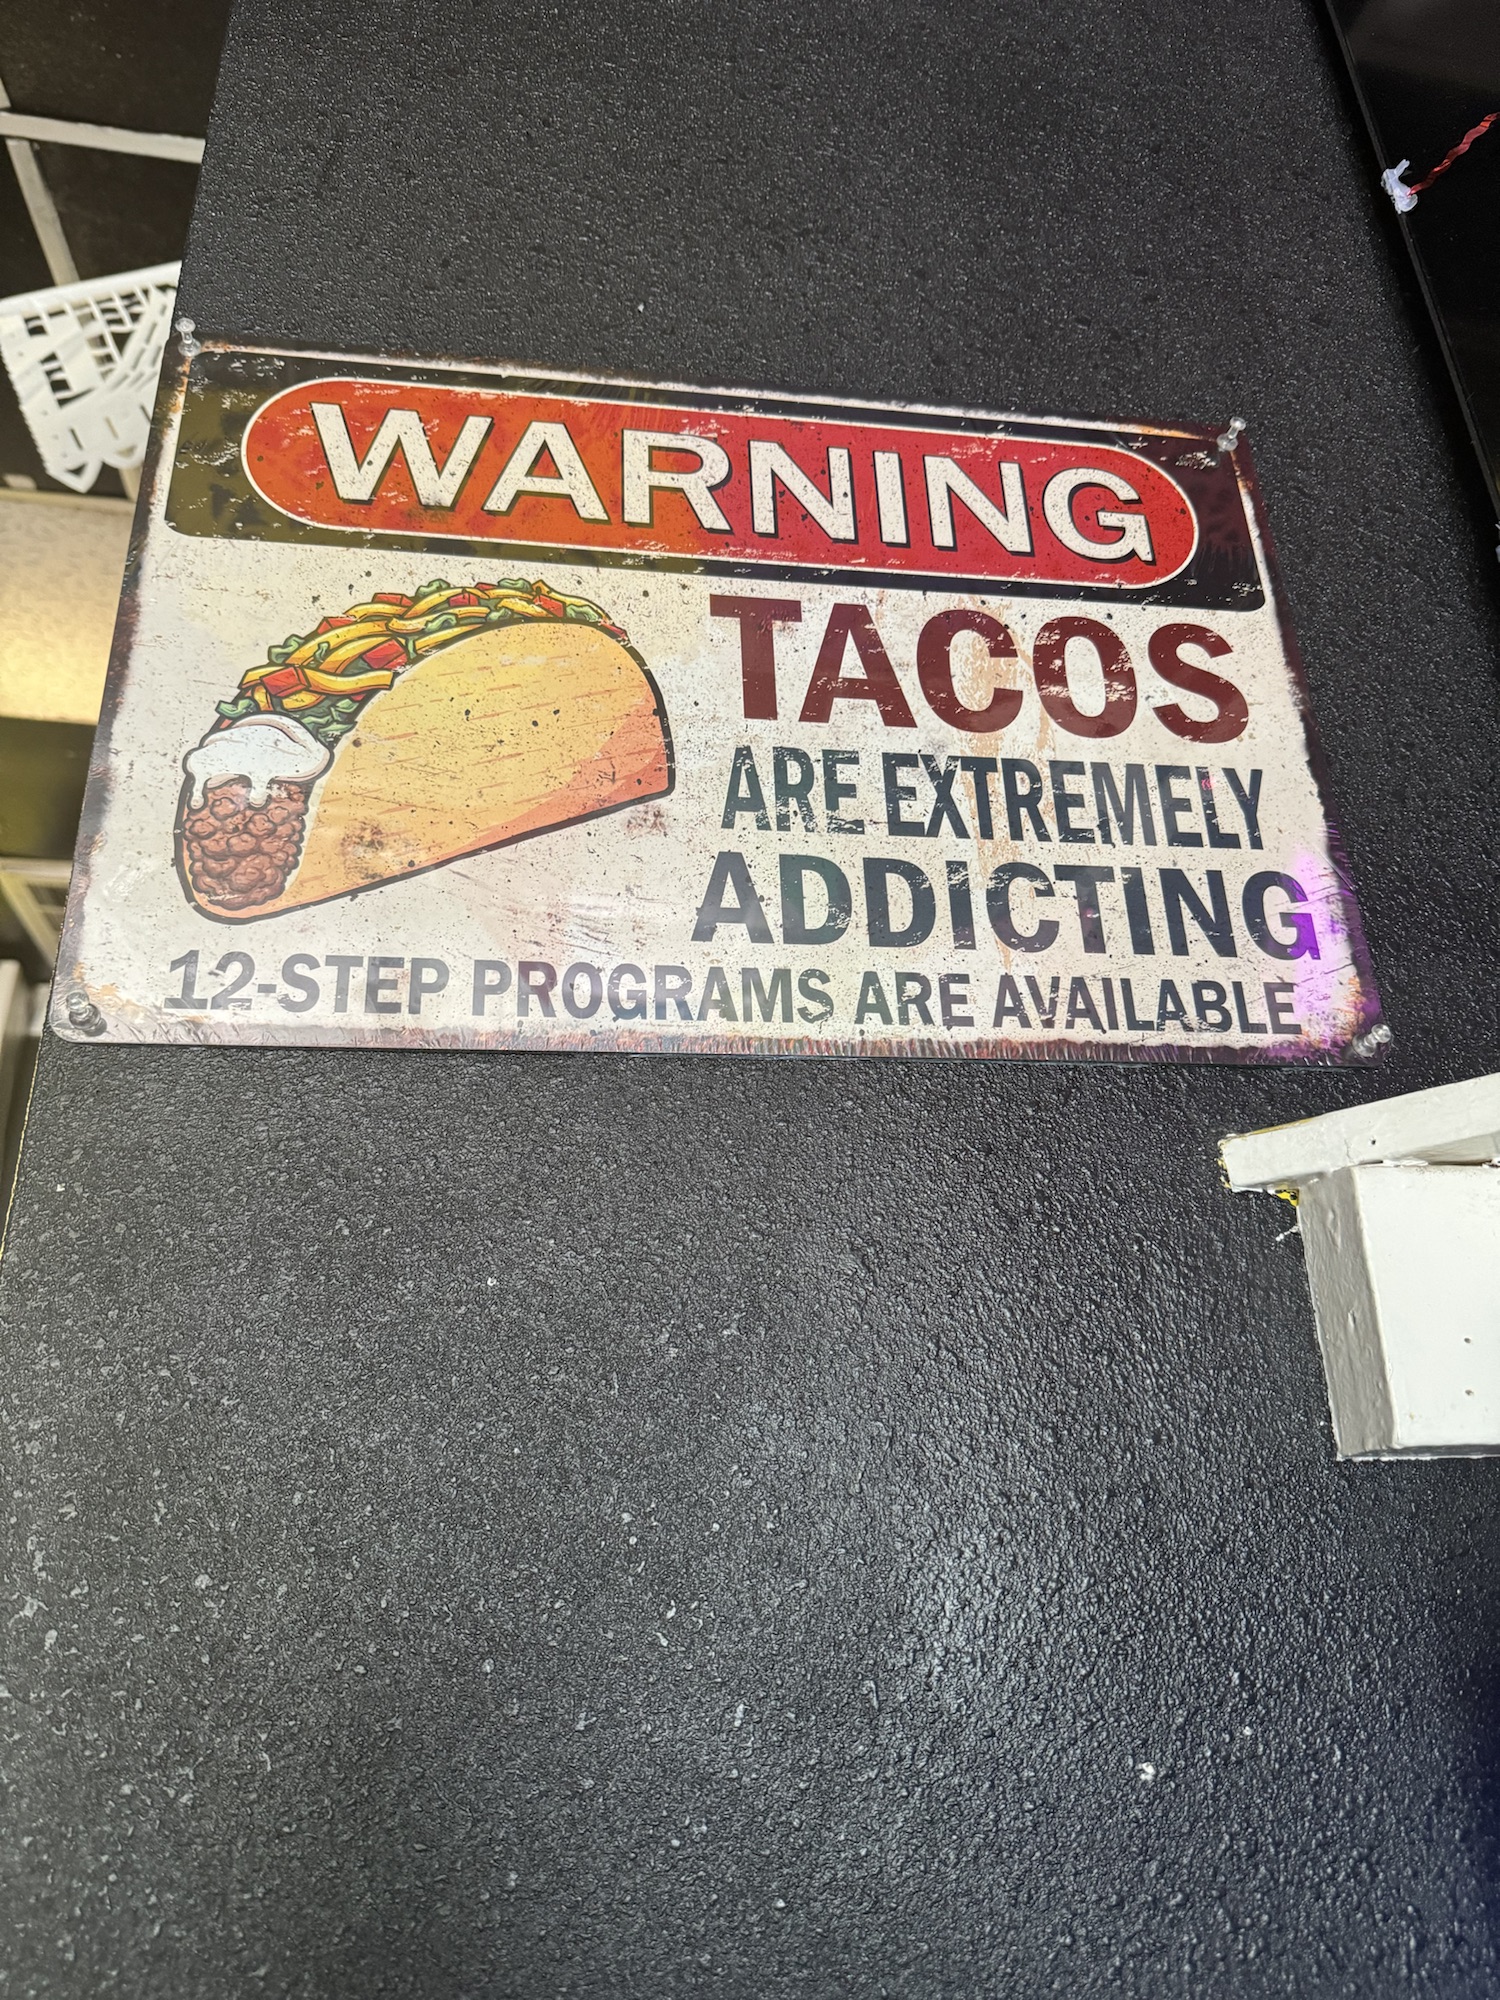 WARNING
TACOS
ARE EXTREMELY
ADDICTING
12-STEP PROGRAMS ARE AVAILABLE